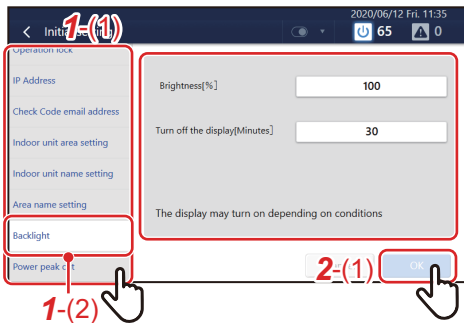 2020/06/12 Fri. 11:35
1-(1)
65
0
Operation lock
IP Address
Check Code email address
Indoor unit area setting
Indoor unit name setting
Area name setting
Backlight
Power peak
1-(2)
Brightness[%]
100
Turn off the display[Minutes]
30
The display may turn on depending on conditions
2-(1)
OK